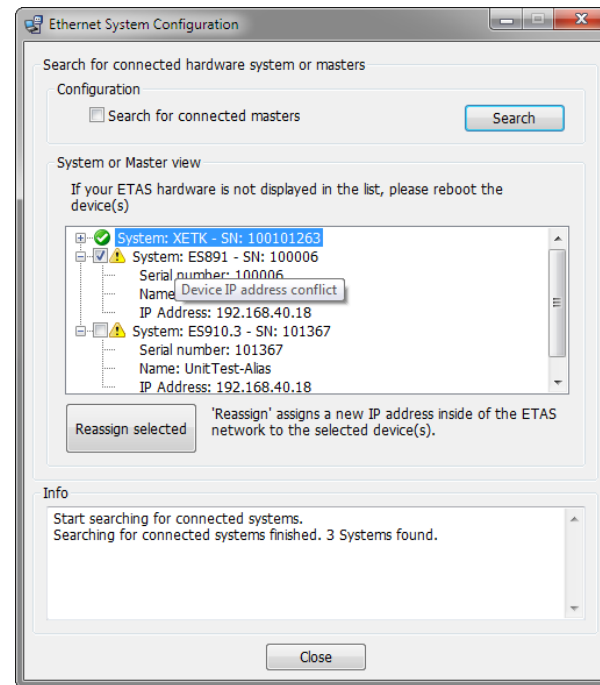 Ethernet System Configuration
Search for connected hardware system or masters
Configuration
Search for connected masters
Search
System or Master view
If your ETAS hardware is not displayed in the list, please reboot the
device(s)
System: XETK - SN: 100101263
System: ES891 - SN: 100006
Serial number: 100006
Name
Device IP address conflict
IP Address: 192.168.40.18
System: ES910.3 - SN: 101367
Serial number: 101367
Name: UnitTest-Alias
IP Address: 192.168.40.18
Reassign selected
'Reassign' assigns a new IP address inside of the ETAS
network to the selected device(s).
Info
Start searching for connected systems.
Searching for connected systems finished. 3 Systems found.
Close